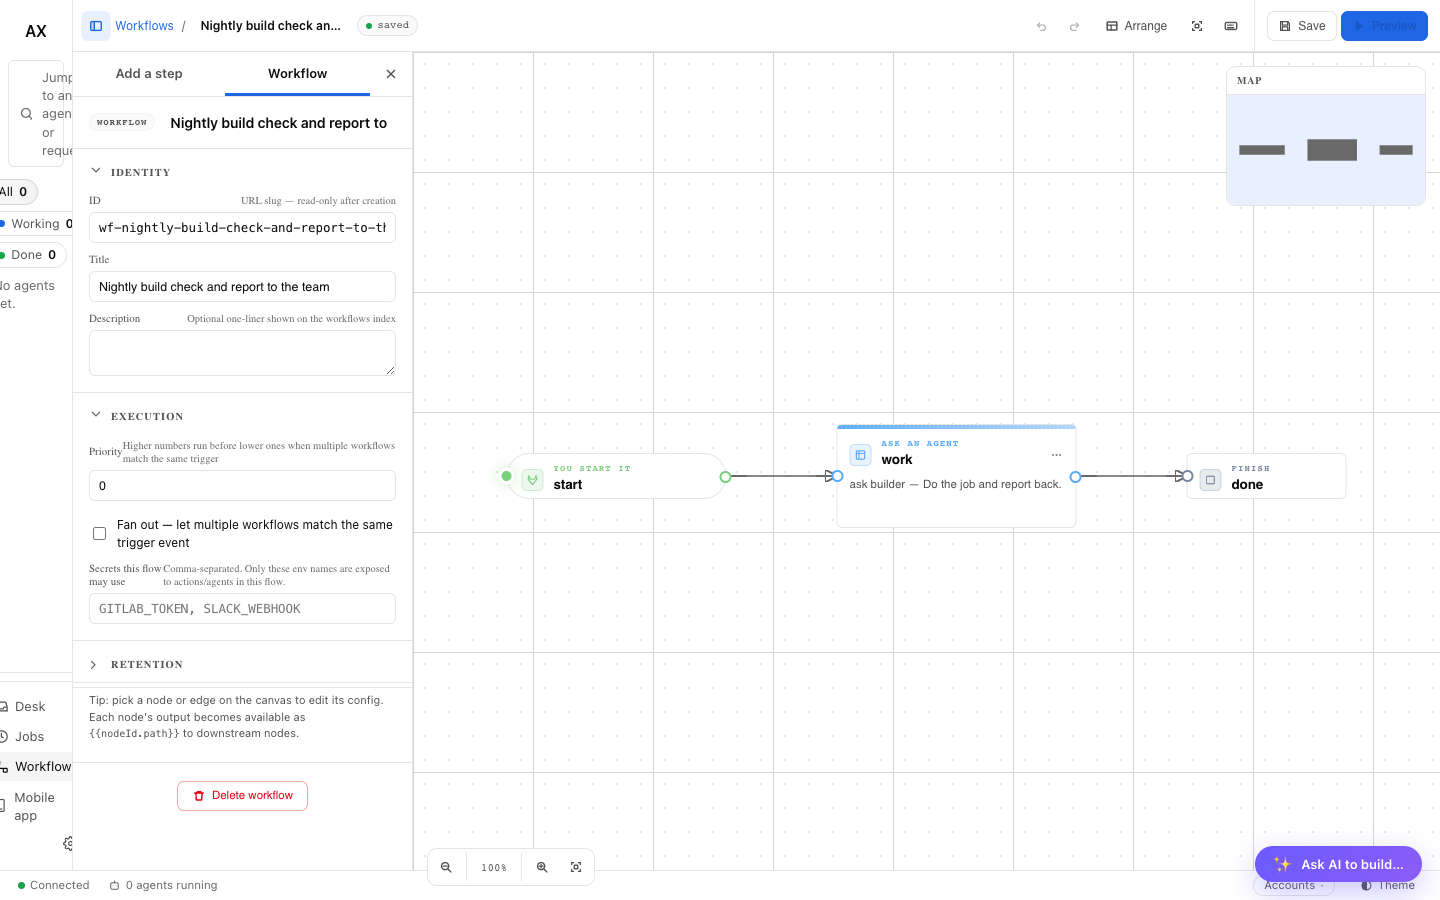 AX
Workflows / Nightly build check an... saved
Arrange
Save
Preview
Jump
to an
agen
or
reque
All 0
Working 0
Done 0
No agents
et.
Desk
Jobs
Workflow
Mobile
app
Add a step
Workflow
WORKFLOW Nightly build check and report to
IDENTITY
ID URL slug — read-only after creation
wf-nightly-build-check-and-report-to-th
Title
Nightly build check and report to the team
Description Optional one-liner shown on the workflows index
EXECUTION
Priority Higher numbers run before lower ones when multiple workflows
match the same trigger
0
Fan out — let multiple workflows match the same
trigger event
Secrets this flow Comma-separated. Only these env names are exposed
may use to actions/agents in this flow.
GITLAB_TOKEN, SLACK_WEBHOOK
RETENTION
Tip: pick a node or edge on the canvas to edit its config.
Each node's output becomes available as
{{nodeId.path}} to downstream nodes.
Delete workflow
MAP
YOU START IT
start
ASK AN AGENT
work
...
ask builder — Do the job and report back.
FINISH
done
100%
Ask AI to build...
Connected
0 agents running
Accounts ·
Theme